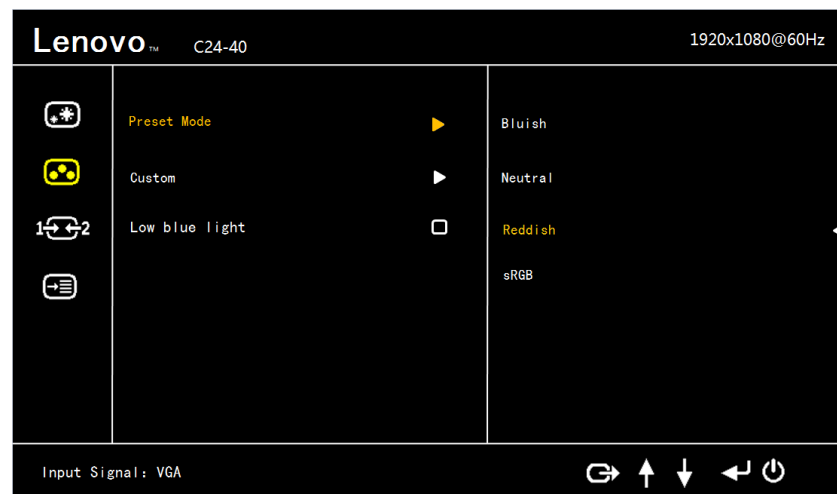 Lenovo™ C24-40 1920x1080@60Hz
Preset Mode
Custom
Low blue light
Bluish
Neutral
Reddish
sRGB
1 2
Input Signal: VGA